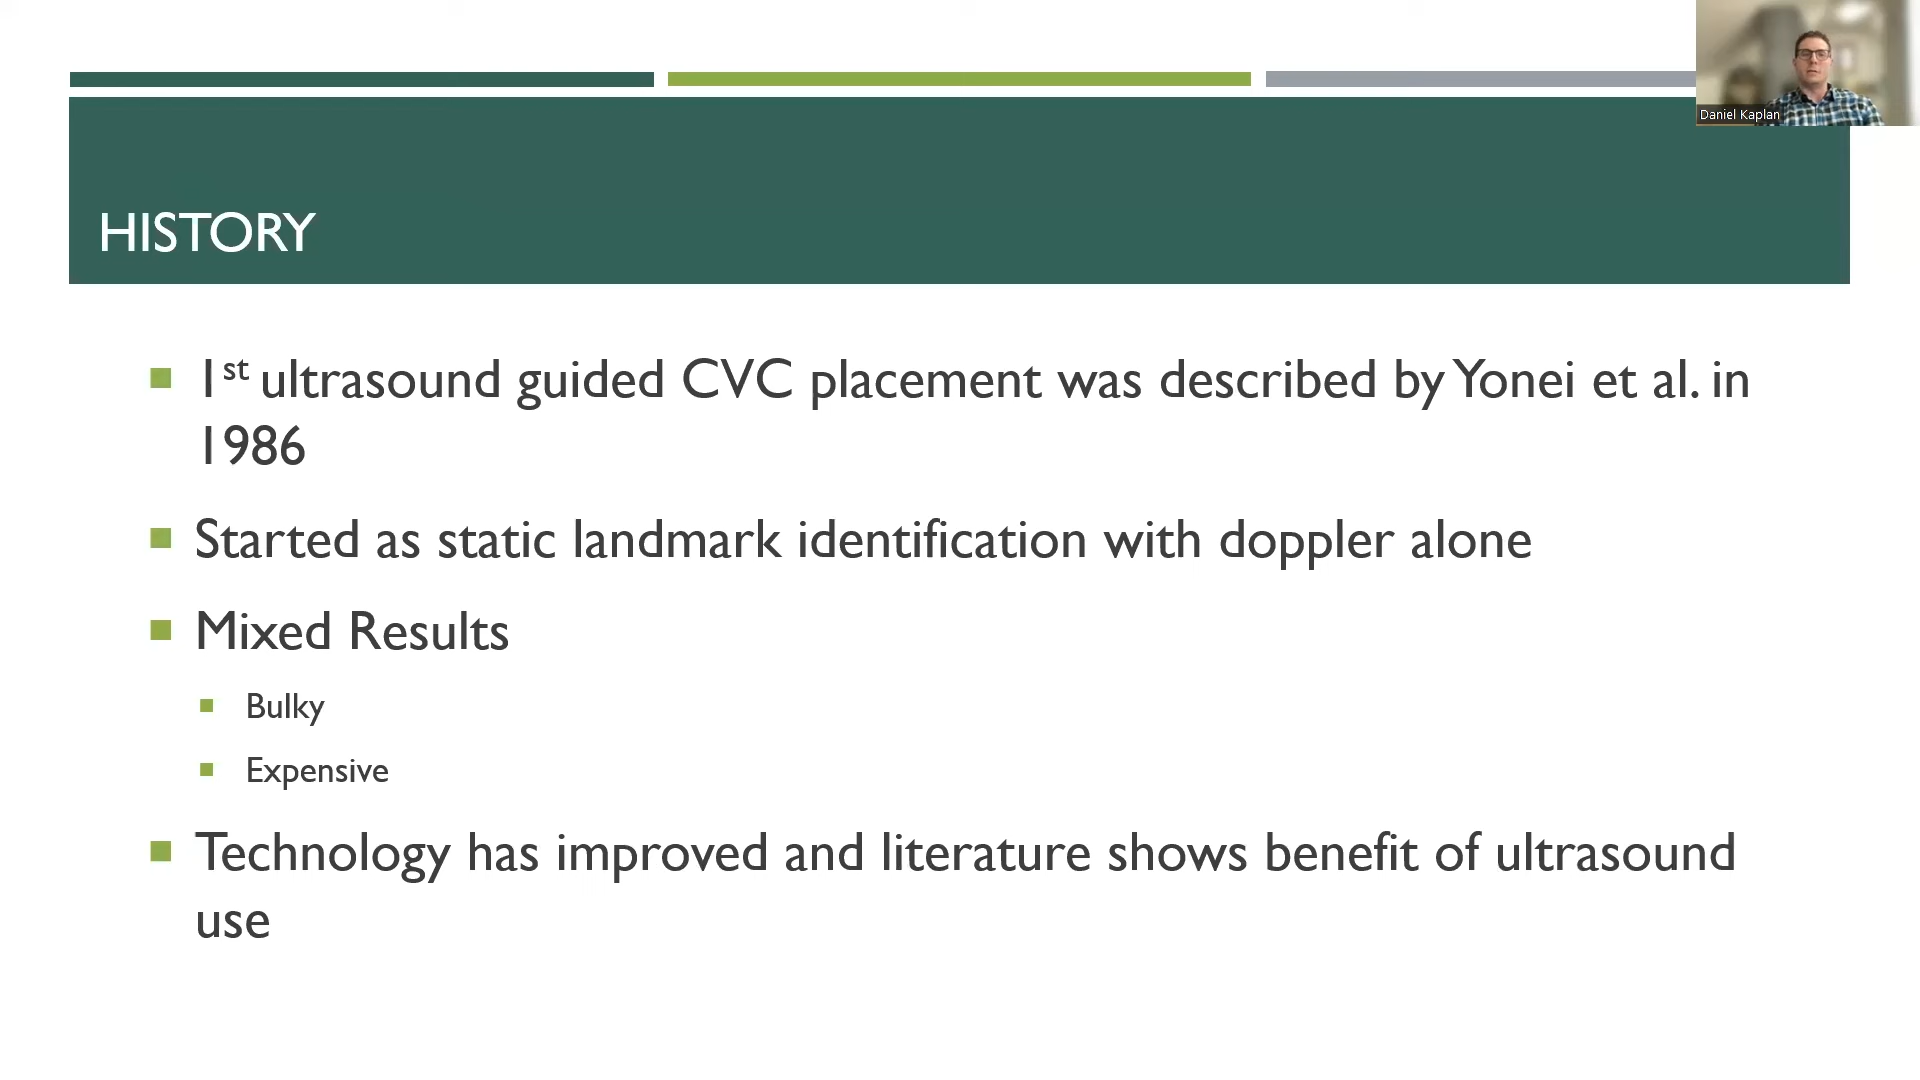 Daniel Kaplan
HISTORY
1st ultrasound guided CVC placement was described by Yonei et al. in
1986
Started as static landmark identification with doppler alone
Mixed Results
Bulky
Expensive
Technology has improved and literature shows benefit of ultrasound
use